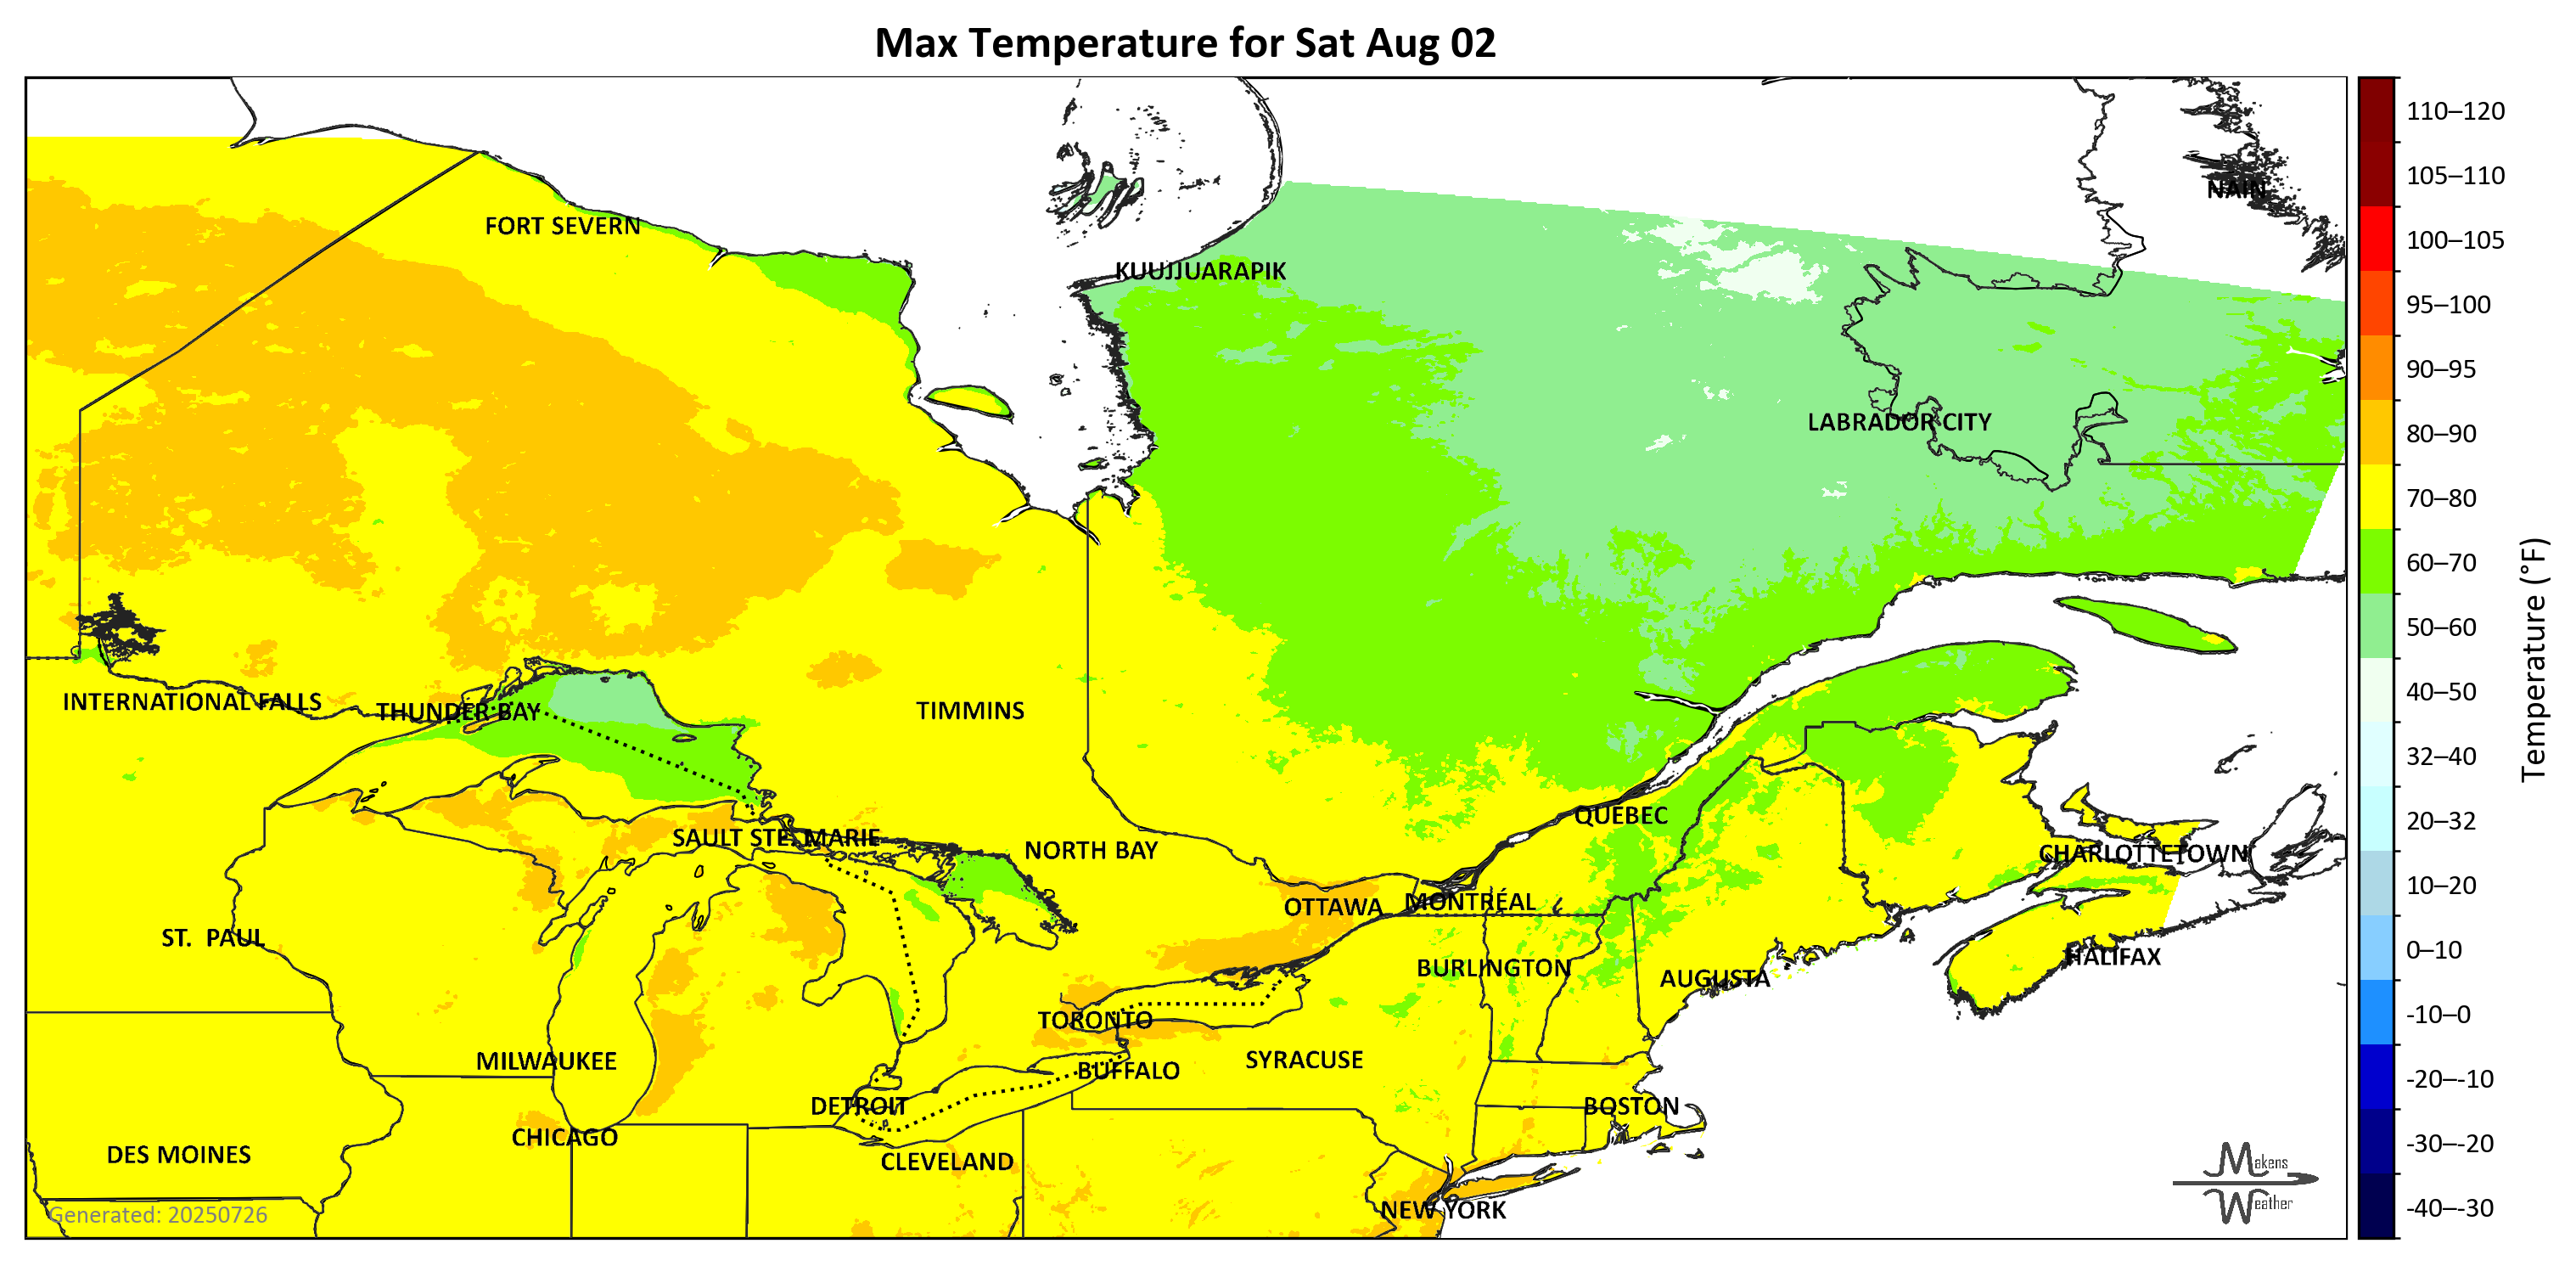 Max Temperature for Sat Aug 02
NAIN
FORT SEVERN
KUUJJUARAPIK
LABRADOR CITY
INTERNATIONAL FALLS
THUNDER BAY
TIMMINS
QUEBEC
SAULT STE. MARIE
NORTH BAY
CHARLOTTETOWN
OTTAWA
MONTRÉAL
ST. PAUL
HALIFAX
BURLINGTON
AUGUSTA
TORONTO
MILWAUKEE
SYRACUSE
BUFFALO
DETROIT
BOSTON
CHICAGO
DES MOINES
CLEVELAND
NEW YORK
Generated: 20250726
Makens
Weather
110–120
105–110
100–105
95–100
90–95
80–90
70–80
60–70
50–60
40–50
32–40
20–32
10–20
0–10
-10–0
-20–-10
-30–-20
-40–-30
Temperature (°F)